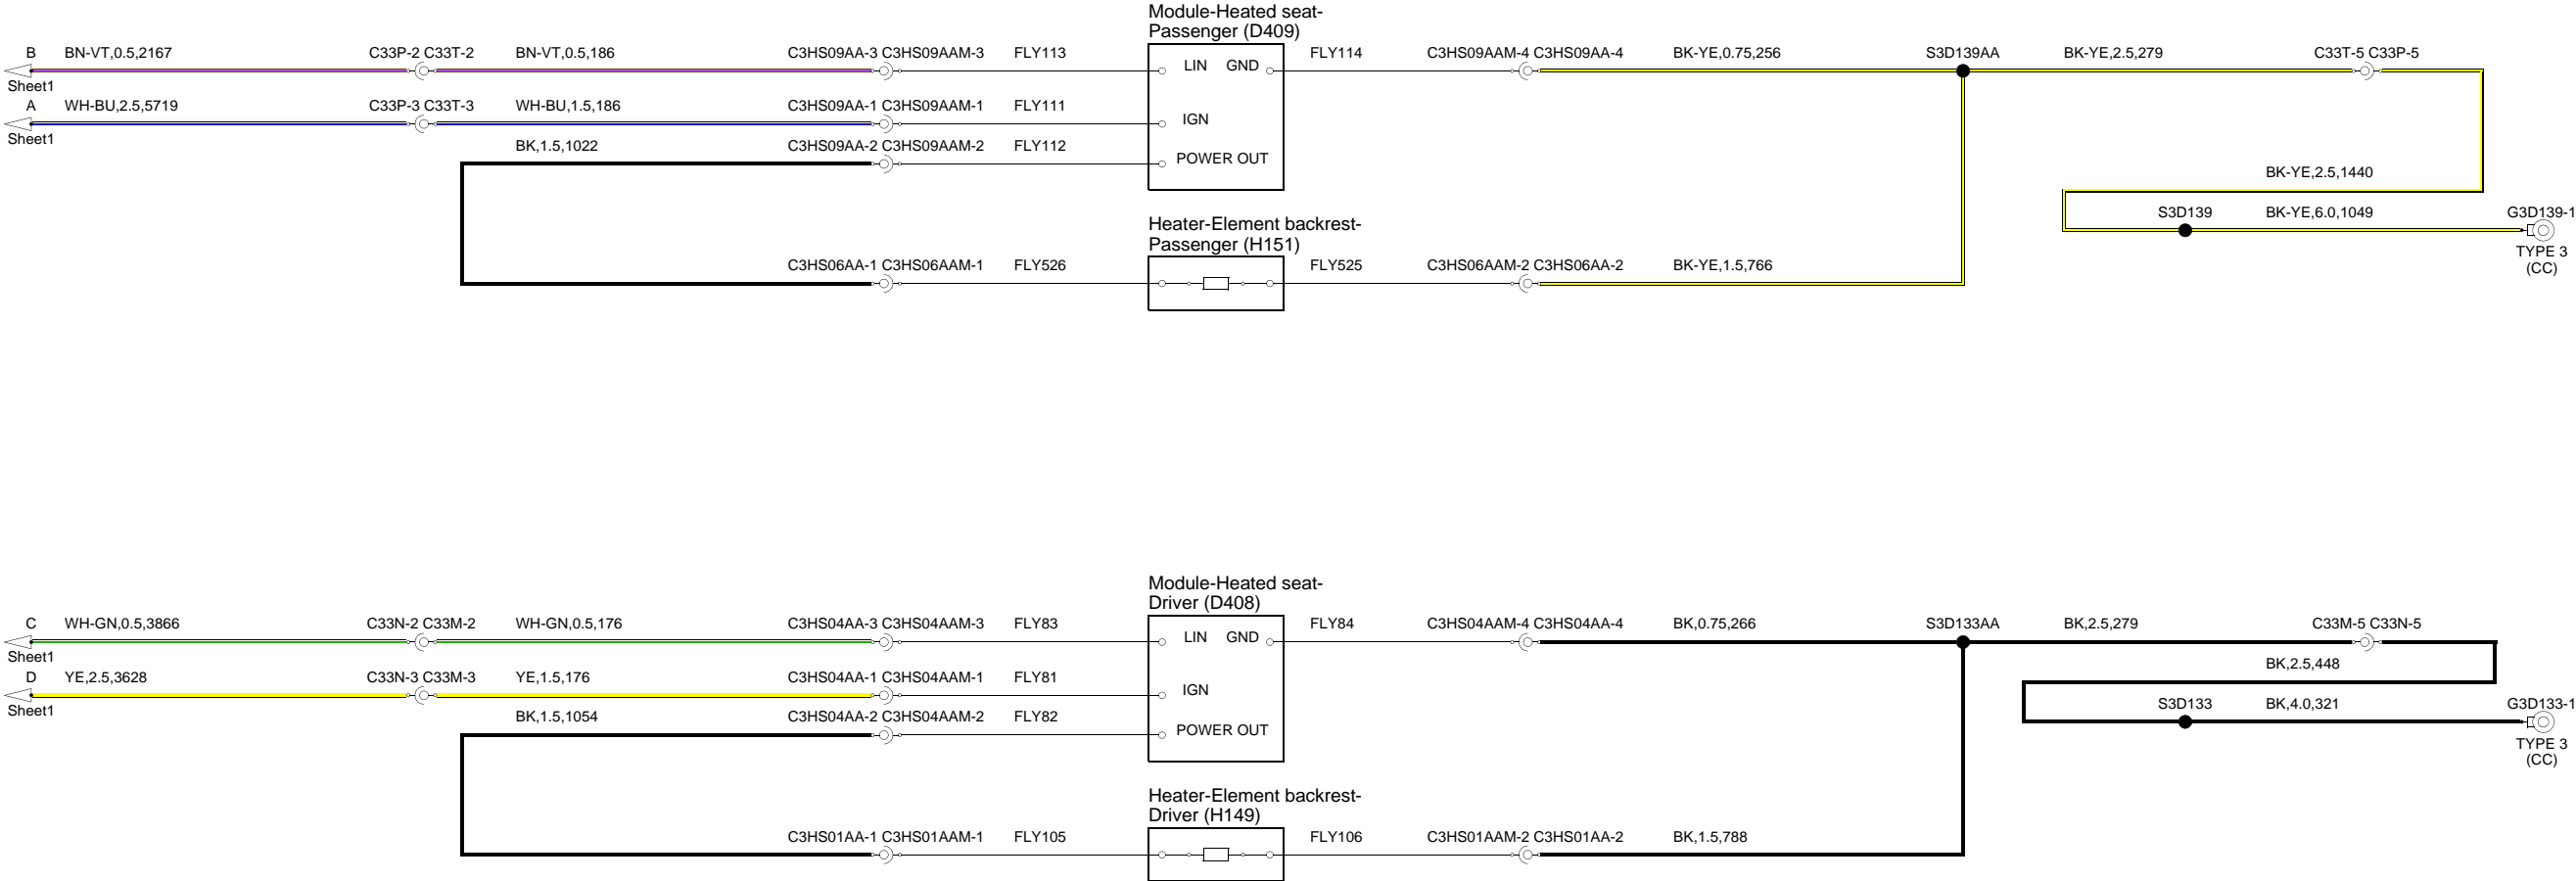 Module-Heated seat-
Passenger (D409)
B BN-VT,0.5,2167 C33P-2 C33T-2 BN-VT,0.5,186 C3HS09AA-3 C3HS09AAM-3 FLY113 FLY114 C3HS09AAM-4 C3HS09AA-4 BK-YE,0.75,256 S3D139AA BK-YE,2.5,279 C33T-5 C33P-5
LIN GND
Sheet1
A WH-BU,2.5,5719 C33P-3 C33T-3 WH-BU,1.5,186 C3HS09AA-1 C3HS09AAM-1 FLY111
IGN
Sheet1
BK,1.5,1022 C3HS09AA-2 C3HS09AAM-2 FLY112
POWER OUT
BK-YE,2.5,1440
S3D139 BK-YE,6.0,1049 G3D139-1
Heater-Element backrest-
Passenger (H151)
TYPE 3
(CC)
C3HS06AA-1 C3HS06AAM-1 FLY526 FLY525 C3HS06AAM-2 C3HS06AA-2 BK-YE,1.5,766
Module-Heated seat-
Driver (D408)
C WH-GN,0.5,3866 C33N-2 C33M-2 WH-GN,0.5,176 C3HS04AA-3 C3HS04AAM-3 FLY83 FLY84 C3HS04AAM-4 C3HS04AA-4 BK,0.75,266 S3D133AA BK,2.5,279 C33M-5 C33N-5
LIN GND
Sheet1
BK,2.5,448
D YE,2.5,3628 C33N-3 C33M-3 YE,1.5,176 C3HS04AA-1 C3HS04AAM-1 FLY81
IGN
Sheet1
S3D133 BK,4.0,321 G3D133-1
BK,1.5,1054 C3HS04AA-2 C3HS04AAM-2 FLY82
POWER OUT
TYPE 3
(CC)
Heater-Element backrest-
Driver (H149)
C3HS01AA-1 C3HS01AAM-1 FLY105 FLY106 C3HS01AAM-2 C3HS01AA-2 BK,1.5,788